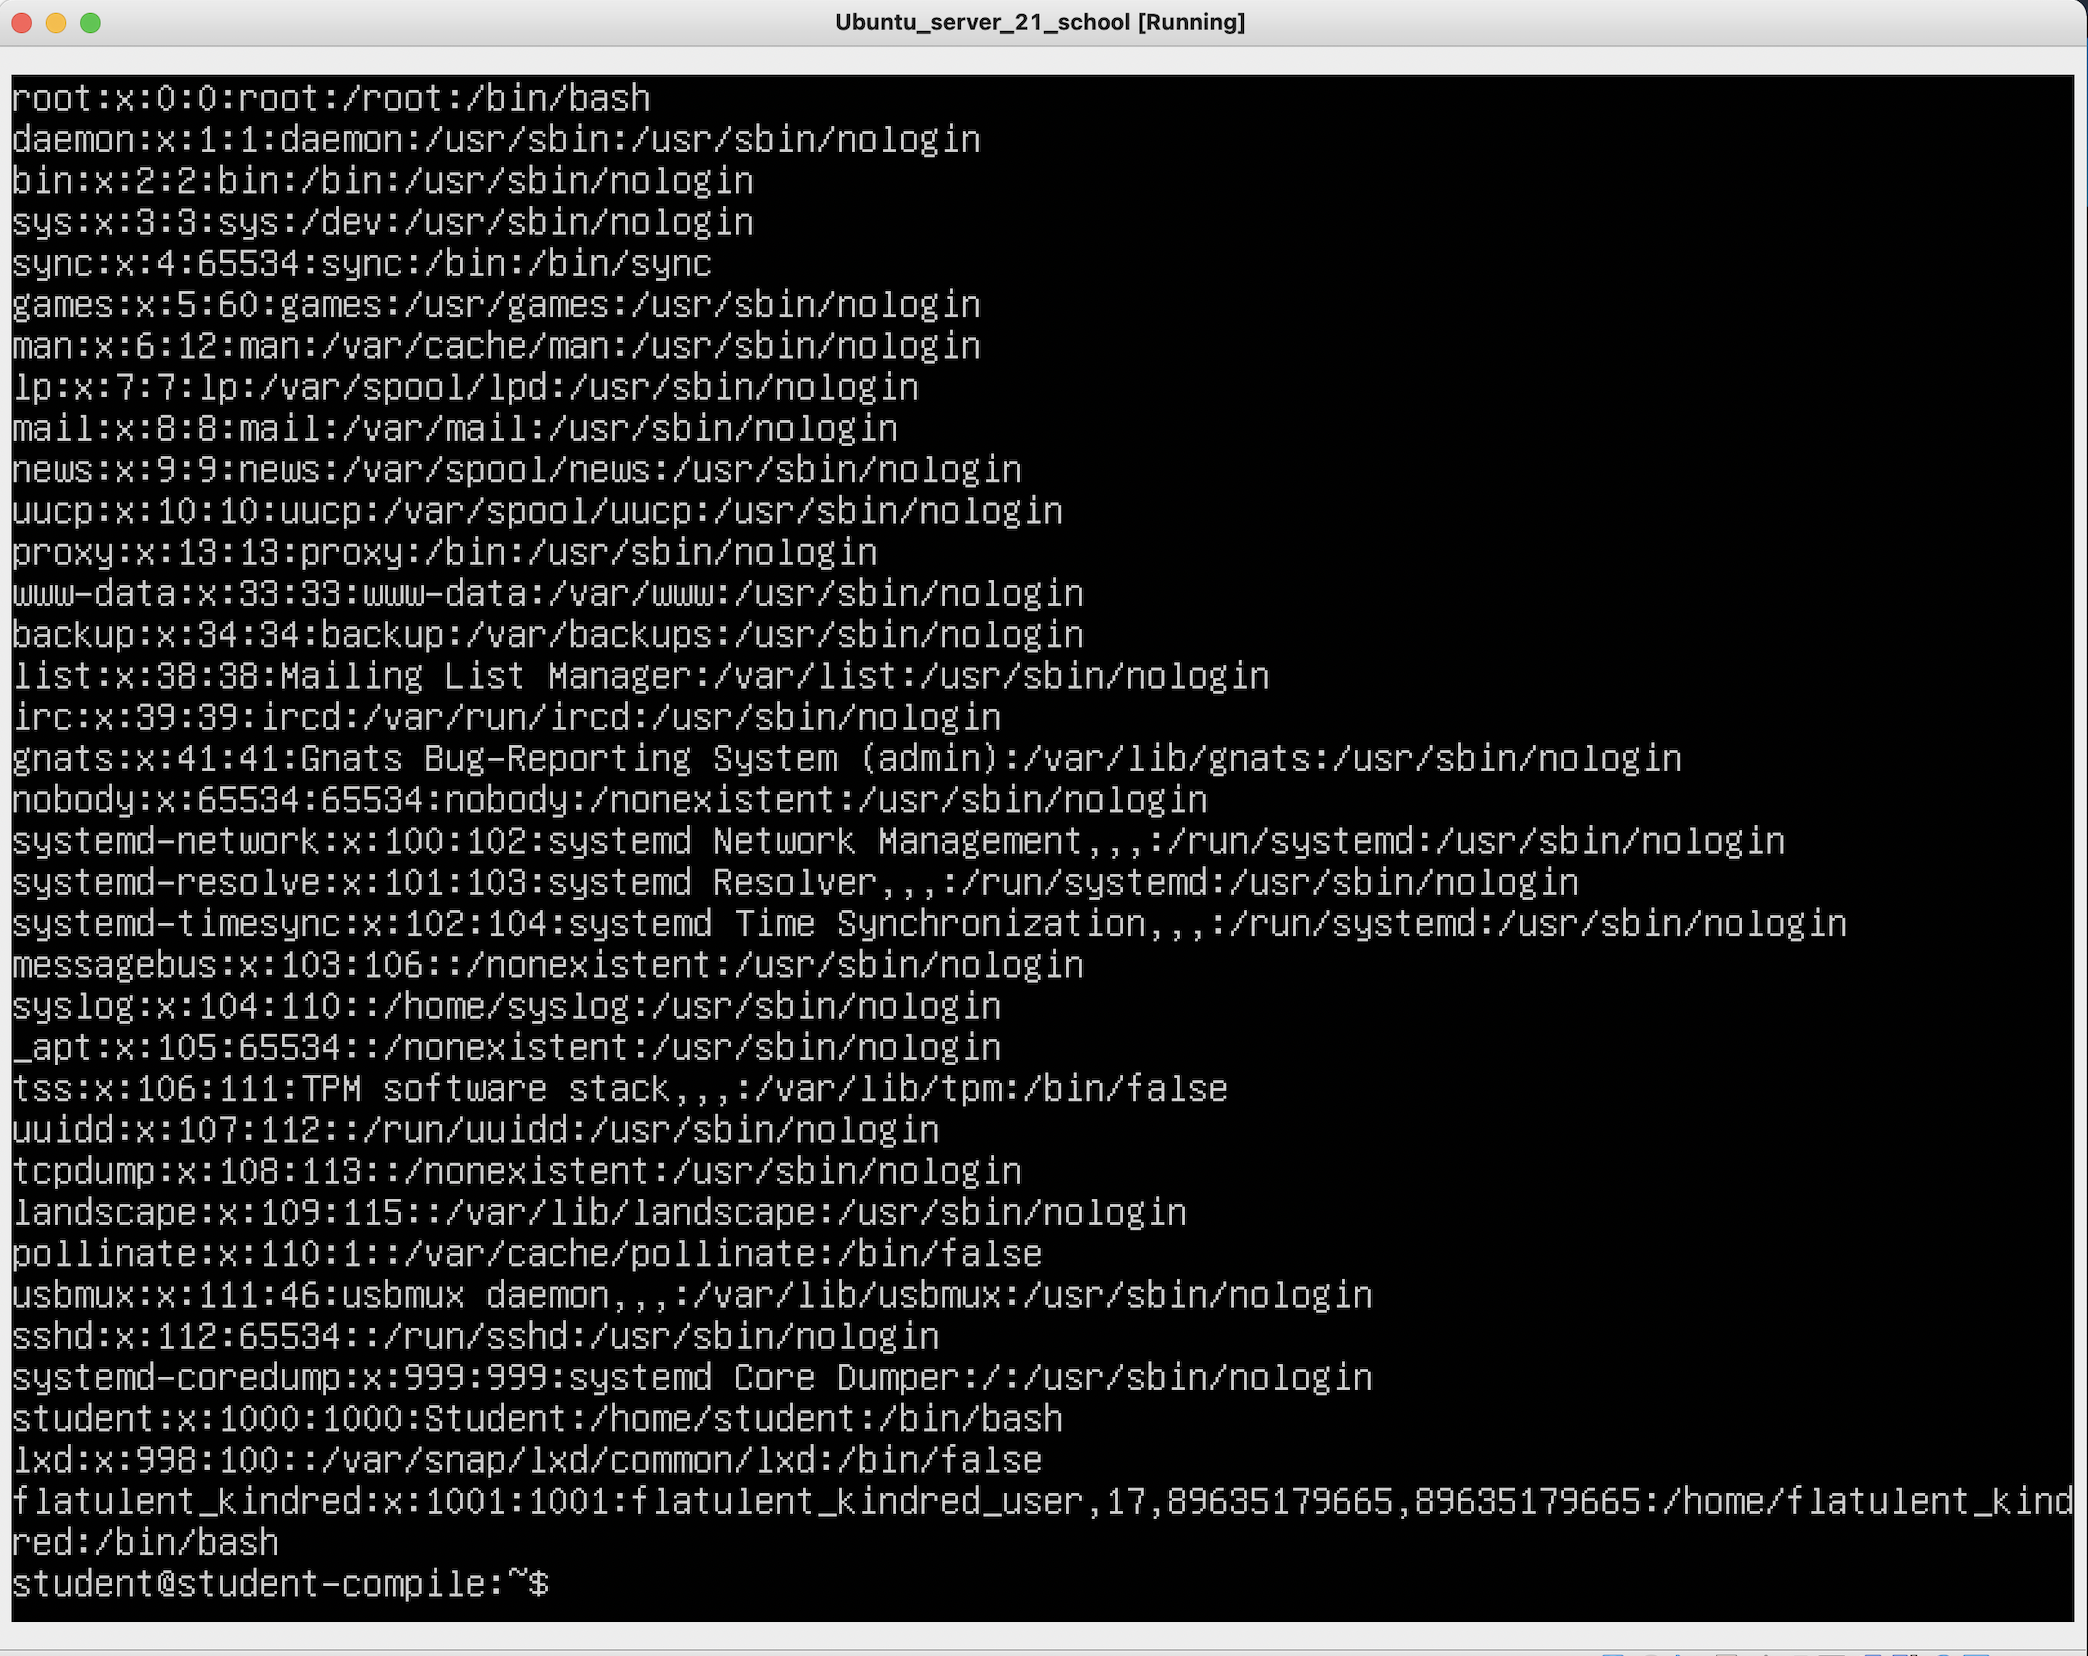 Ubuntu_server_21_school [Running]
root:x:0:0:root:/root:/bin/bash
daemon:x:1:1:daemon:/usr/sbin:/usr/sbin/nologin
bin:x:2:2:bin:/bin:/usr/sbin/nologin
sys:x:3:3:sys:/dev:/usr/sbin/nologin
sync:x:4:65534:sync:/bin:/bin/sync
games:x:5:60:games:/usr/games:/usr/sbin/nologin
man:x:6:12:man:/var/cache/man:/usr/sbin/nologin
lp:x:7:7:lp:/var/spool/lpd:/usr/sbin/nologin
mail:x:8:8:mail:/var/mail:/usr/sbin/nologin
news:x:9:9:news:/var/spool/news:/usr/sbin/nologin
uucp:x:10:10:uucp:/var/spool/uucp:/usr/sbin/nologin
proxy:x:13:13:proxy:/bin:/usr/sbin/nologin
www-data:x:33:33:www-data:/var/www:/usr/sbin/nologin
backup:x:34:34:backup:/var/backups:/usr/sbin/nologin
list:x:38:38:Mailing List Manager:/var/list:/usr/sbin/nologin
irc:x:39:39:ircd:/var/run/ircd:/usr/sbin/nologin
gnats:x:41:41:Gnats Bug-Reporting System (admin):/var/lib/gnats:/usr/sbin/nologin
nobody:x:65534:65534:nobody:/nonexistent:/usr/sbin/nologin
systemd-network:x:100:102:systemd Network Management,,,:/run/systemd:/usr/sbin/nologin
systemd-resolve:x:101:103:systemd Resolver,,,:/run/systemd:/usr/sbin/nologin
systemd-timesync:x:102:104:systemd Time Synchronization,,,:/run/systemd:/usr/sbin/nologin
messagebus:x:103:106::/nonexistent:/usr/sbin/nologin
syslog:x:104:110::/home/syslog:/usr/sbin/nologin
_apt:x:105:65534::/nonexistent:/usr/sbin/nologin
tss:x:106:111:TPM software stack,,,:/var/lib/tpm:/bin/false
uuidd:x:107:112::/run/uuidd:/usr/sbin/nologin
tcpdump:x:108:113::/nonexistent:/usr/sbin/nologin
landscape:x:109:115::/var/lib/landscape:/usr/sbin/nologin
pollinate:x:110:1::/var/cache/pollinate:/bin/false
usbmux:x:111:46:usbmux daemon,,,:/var/lib/usbmux:/usr/sbin/nologin
sshd:x:112:65534::/run/sshd:/usr/sbin/nologin
systemd-coredump:x:999:999:systemd Core Dumper:/:/usr/sbin/nologin
student:x:1000:1000:Student:/home/student:/bin/bash
lxd:x:998:100::/var/snap/lxd/common/lxd:/bin/false
flatulent_kindred:x:1001:1001:flatulent_kindred_user,17,89635179665,89635179665:/home/flatulent_kind
red:/bin/bash
student@student-compile:~$